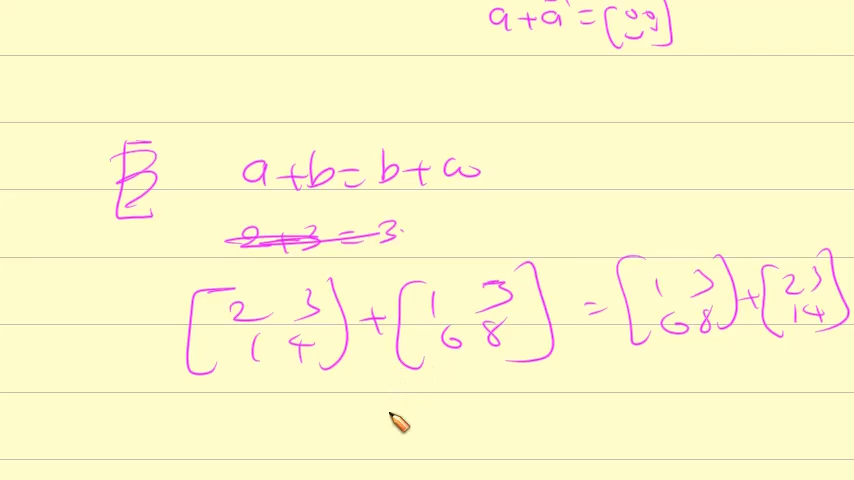 a + a⁻¹ = [0 0
a + b = b + a
2 + 3 = 3
[2 3] + [1 3] = [1 3] + [2 3]
[1 4] [6 8] [6 8] [1 4]